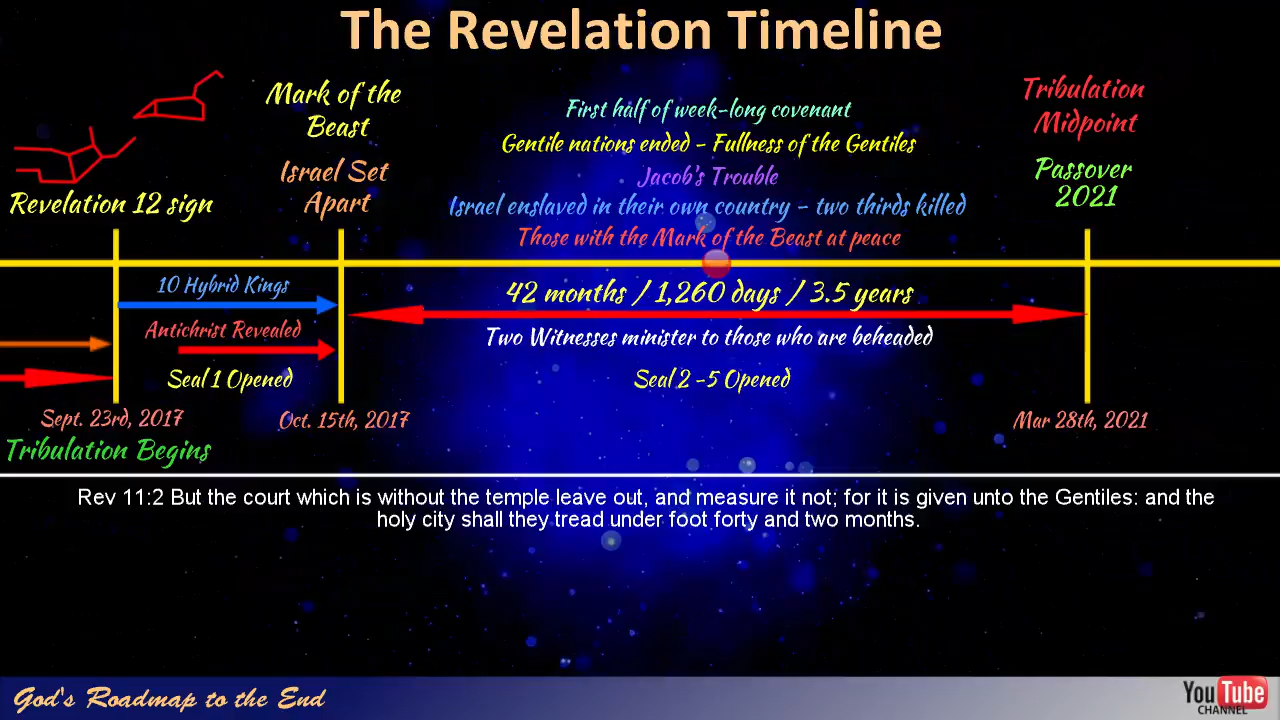 The Revelation Timeline
Revelation 12 sign
Mark of the
Beast
Israel Set
Apart
First half of week-long covenant
Gentile nations ended - Fullness of the Gentiles
Jacob's Trouble
Israel enslaved in their own country - two thirds killed
Those with the Mark of the Beast at peace
Tribulation
Midpoint
Passover
2021
10 Hybrid Kings
Antichrist Revealed
Seal 1 Opened
42 months / 1,260 days / 3.5 years
Two Witnesses minister to those who are beheaded
Seal 2 -5 Opened
Sept. 23rd, 2017
Tribulation Begins
Oct. 15th, 2017
Mar 28th, 2021
Rev 11:2 But the court which is without the temple leave out, and measure it not; for it is given unto the Gentiles: and the
holy city shall they tread under foot forty and two months.
God's Roadmap to the End
YouTube
CHANNEL